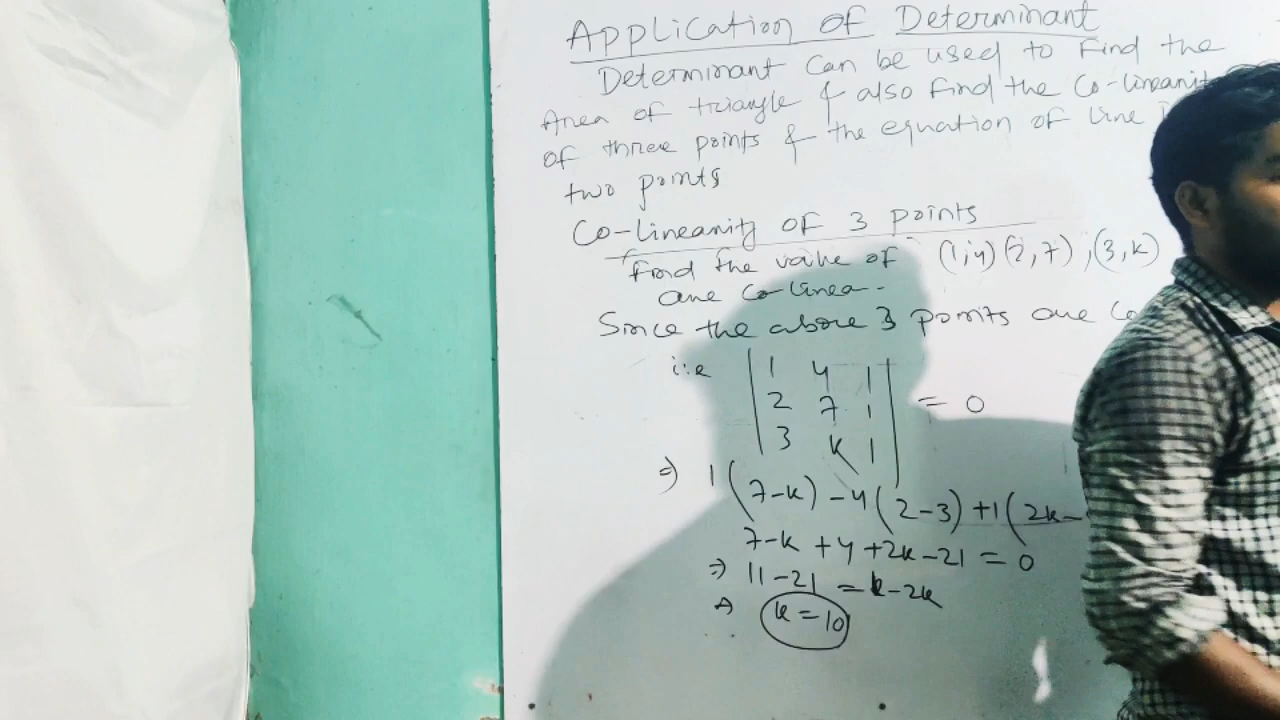 Application of Determinant
Determinant can be used to find the
Area of triangle & also find the Co-linearity
of three points & the equation of line
two points
Co-linearity of 3 points
Find the value of (1,4) (2,7), (3,k)
are co-linear.
Since the above 3 points are Co
i.e | 1 4 1 |
| 2 7 1 | = 0
| 3 k 1 |
⇒ 1(7-k) -4(2-3) +1(2k-
7-k +4 +2k-21 = 0
⇒ 11-21 = k-2k
⇒ k=10